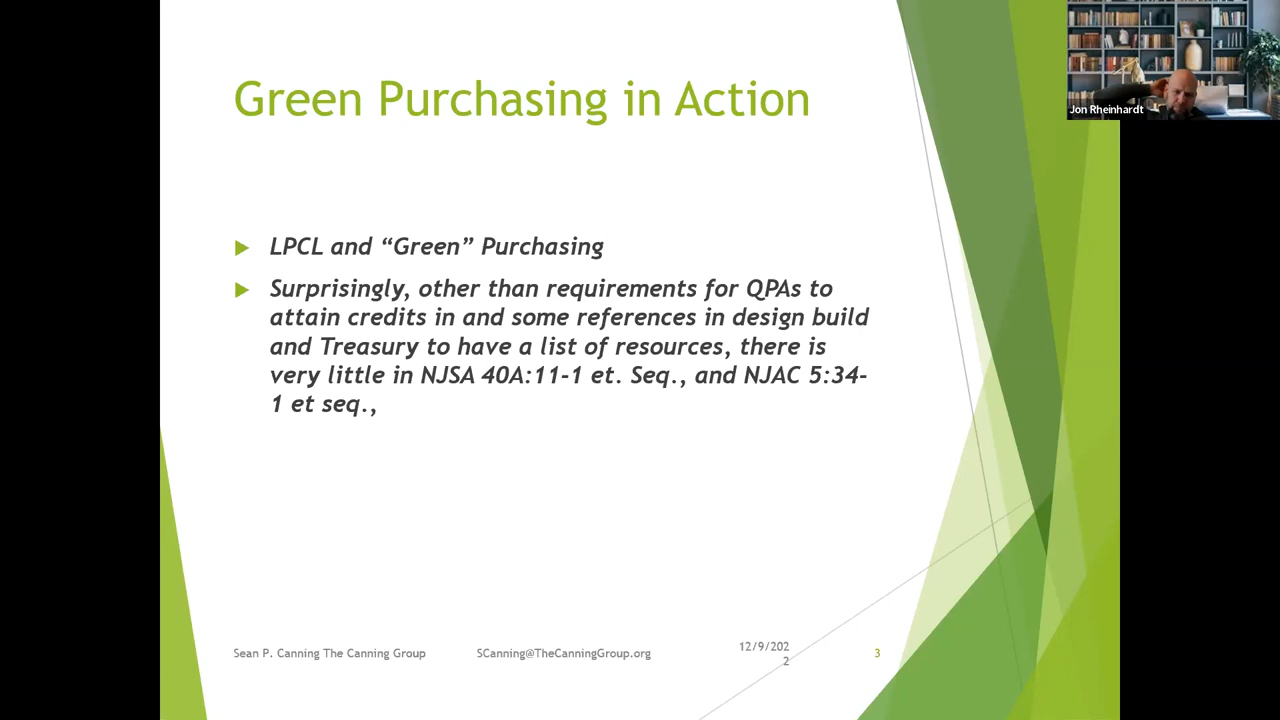 Green Purchasing in Action
Jon Rheinhardt
LPCL and “Green” Purchasing
Surprisingly, other than requirements for QPAs to
attain credits in and some references in design build
and Treasury to have a list of resources, there is
very little in NJSA 40A:11-1 et. Seq., and NJAC 5:34-
1 et seq.,
Sean P. Canning The Canning Group
SCanning@TheCanningGroup.org
12/9/202
2
3